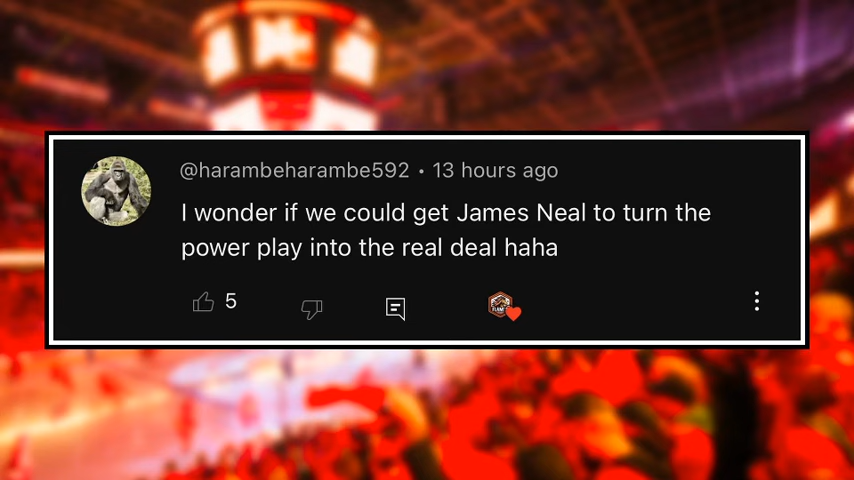 @harambeharambe592 • 13 hours ago
I wonder if we could get James Neal to turn the
power play into the real deal haha
5